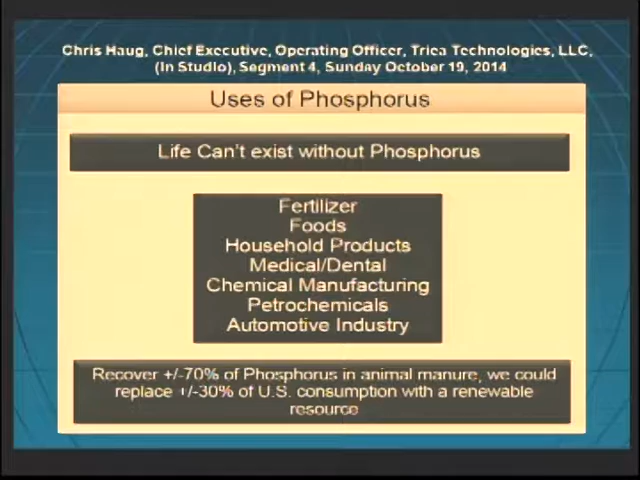 Chris Haug, Chief Executive, Operating Officer, Trica Technologies, LLC,
(In Studio), Segment 4, Sunday October 19, 2014
Uses of Phosphorus
Life Can't exist without Phosphorus
Fertilizer
Foods
Household Products
Medical/Dental
Chemical Manufacturing
Petrochemicals
Automotive Industry
Recover +/-70% of Phosphorus in animal manure, we could
replace +/-30% of U.S. consumption with a renewable
resource